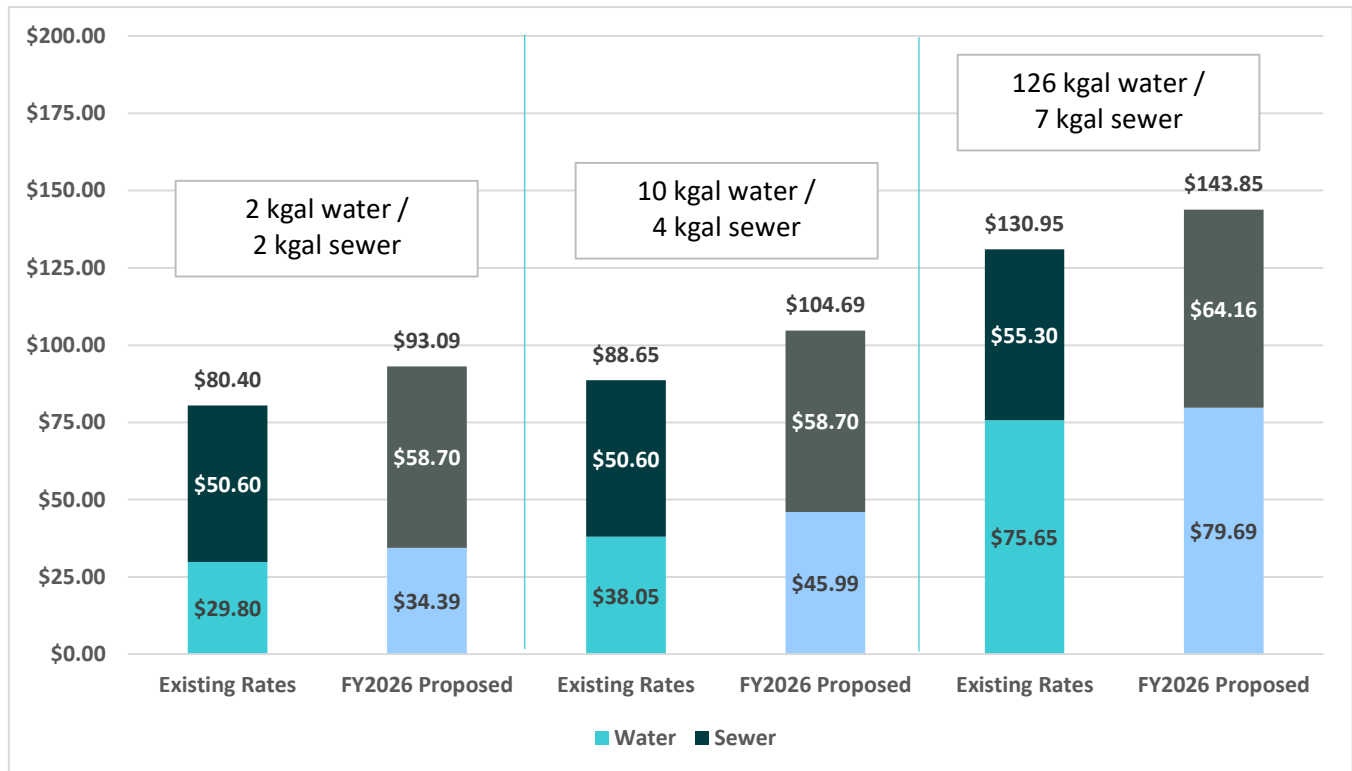 $200.00
$175.00
$150.00
$125.00
$100.00
$75.00
$50.00
$25.00
$0.00
2 kgal water /
2 kgal sewer
10 kgal water /
4 kgal sewer
126 kgal water /
7 kgal sewer
$80.40
$50.60
$29.80
$93.09
$58.70
$34.39
$88.65
$50.60
$38.05
$104.69
$58.70
$45.99
$130.95
$55.30
$75.65
$143.85
$64.16
$79.69
Existing Rates
FY2026 Proposed
Existing Rates
FY2026 Proposed
Existing Rates
FY2026 Proposed
Water
Sewer